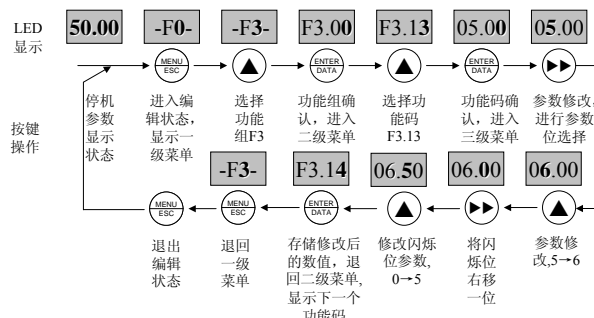 LED
显示
50.00
-F0-
-F3-
F3.00
F3.13
05.00
05.00
MENU
ESC
ENTER
DATA
ENTER
DATA
按键
操作
停机
参数
显示
状态
进入编
辑状态，
显示一
级菜单
选择
功能
组F3
功能组确
认，进入
二级菜单
选择功
能码
F3.13
功能码确
认，进入
三级菜单
参数修改，
进行参数
位选择
-F3-
F3.14
06.50
06.00
06.00
MENU
ESC
MENU
ESC
ENTER
DATA
退出
编辑
状态
退回
一级
菜单
存储修改后
的数值，退
回二级菜单，
显示下一个
功能码
修改闪烁
位参数，
0→5
将闪
烁位
右移
一位
参数修
改,5→6